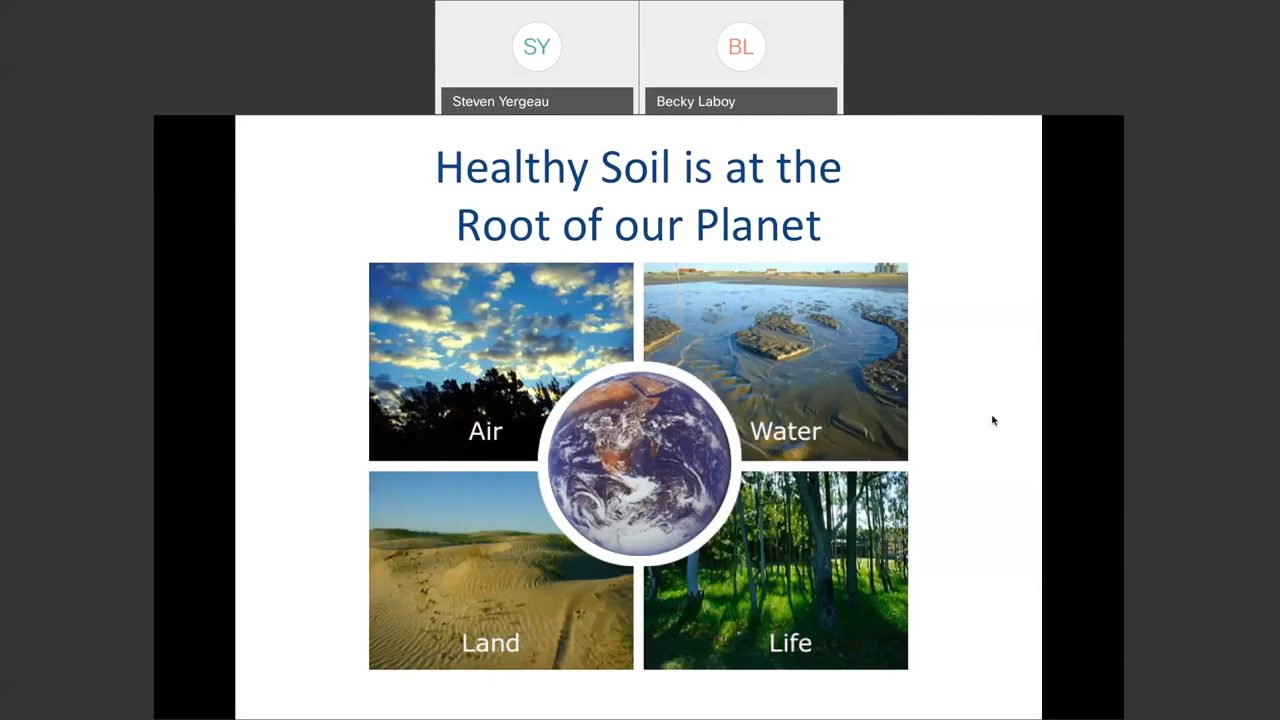 SY
BL
Steven Yergeau
Becky Laboy
Healthy Soil is at the
Root of our Planet
Air
Water
Land
Life